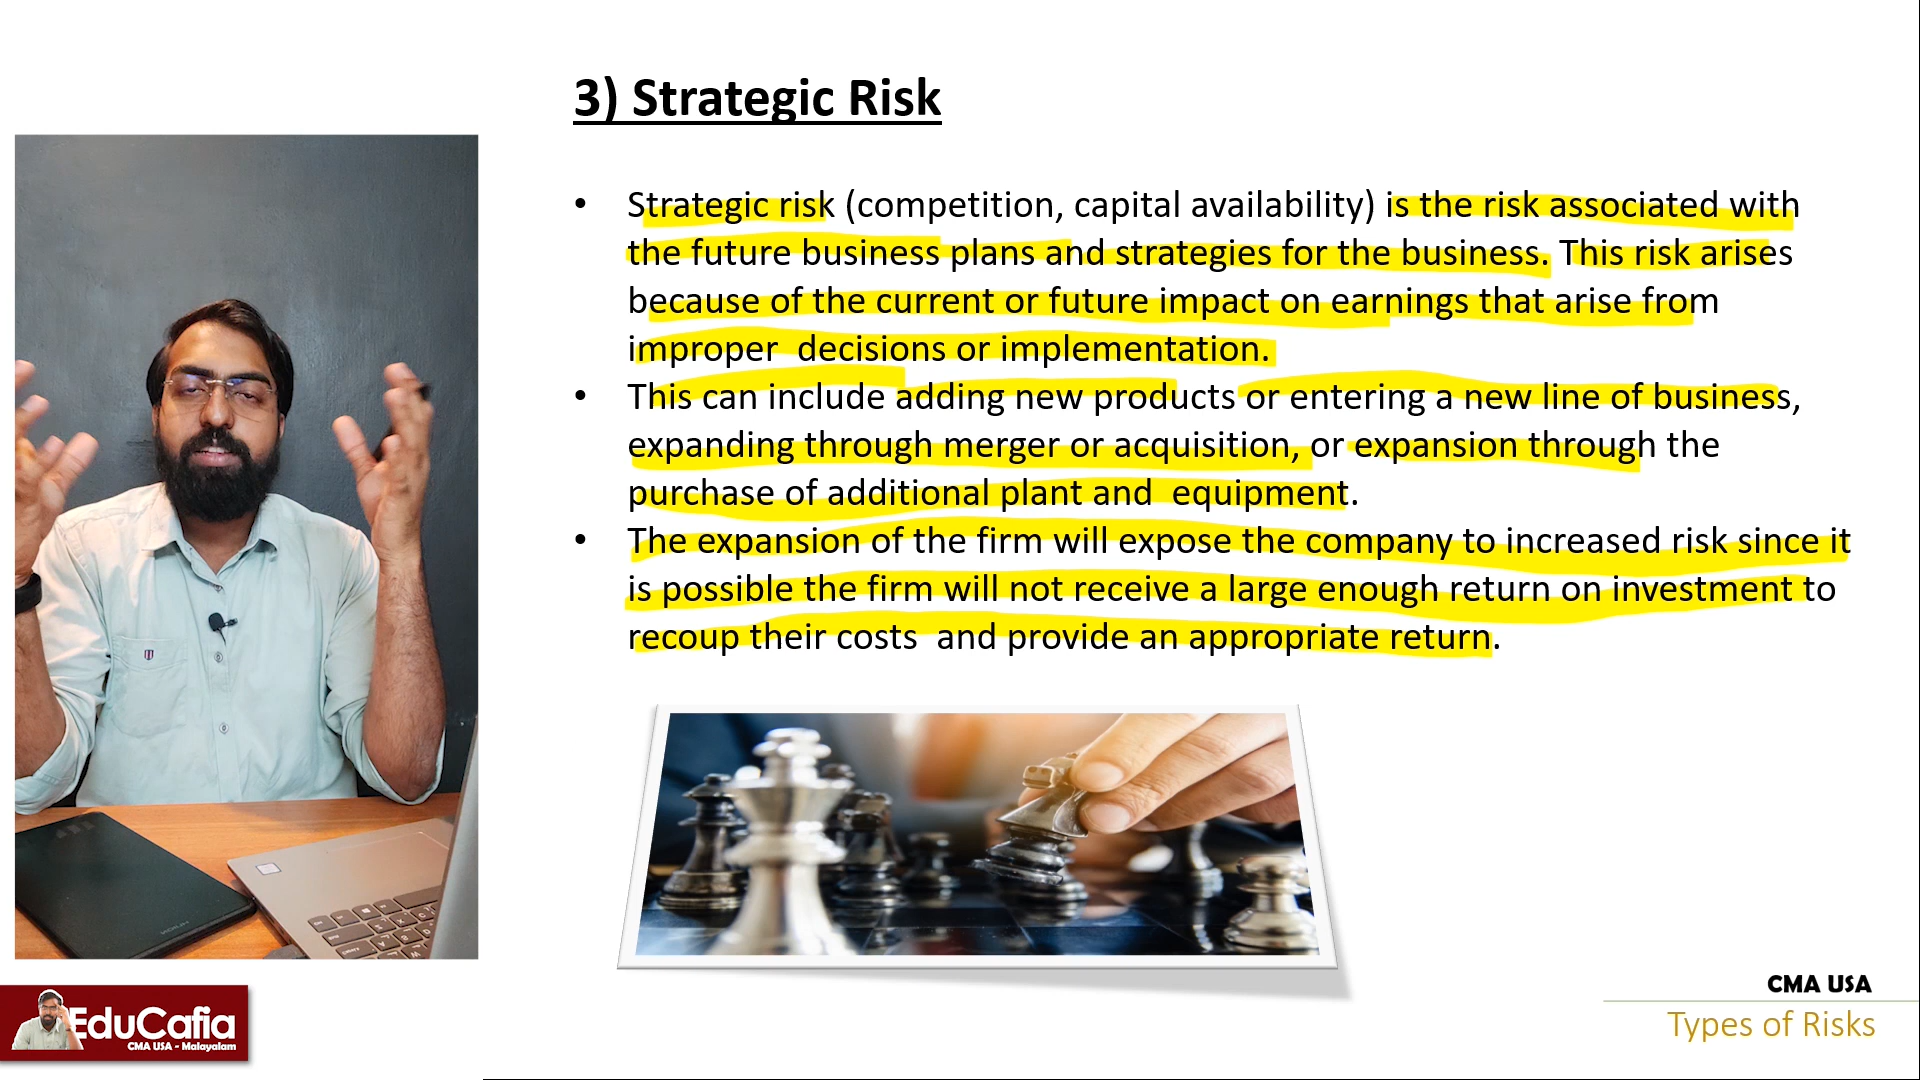 3) Strategic Risk
• Strategic risk (competition, capital availability) is the risk associated with
the future business plans and strategies for the business. This risk arises
because of the current or future impact on earnings that arise from
improper  decisions or implementation.
• This can include adding new products or entering a new line of business,
expanding through merger or acquisition, or expansion through the
purchase of additional plant and  equipment.
• The expansion of the firm will expose the company to increased risk since it
is possible the firm will not receive a large enough return on investment to
recoup their costs  and provide an appropriate return.
EduCafia
CMA USA - Malayalam
CMA USA
Types of Risks